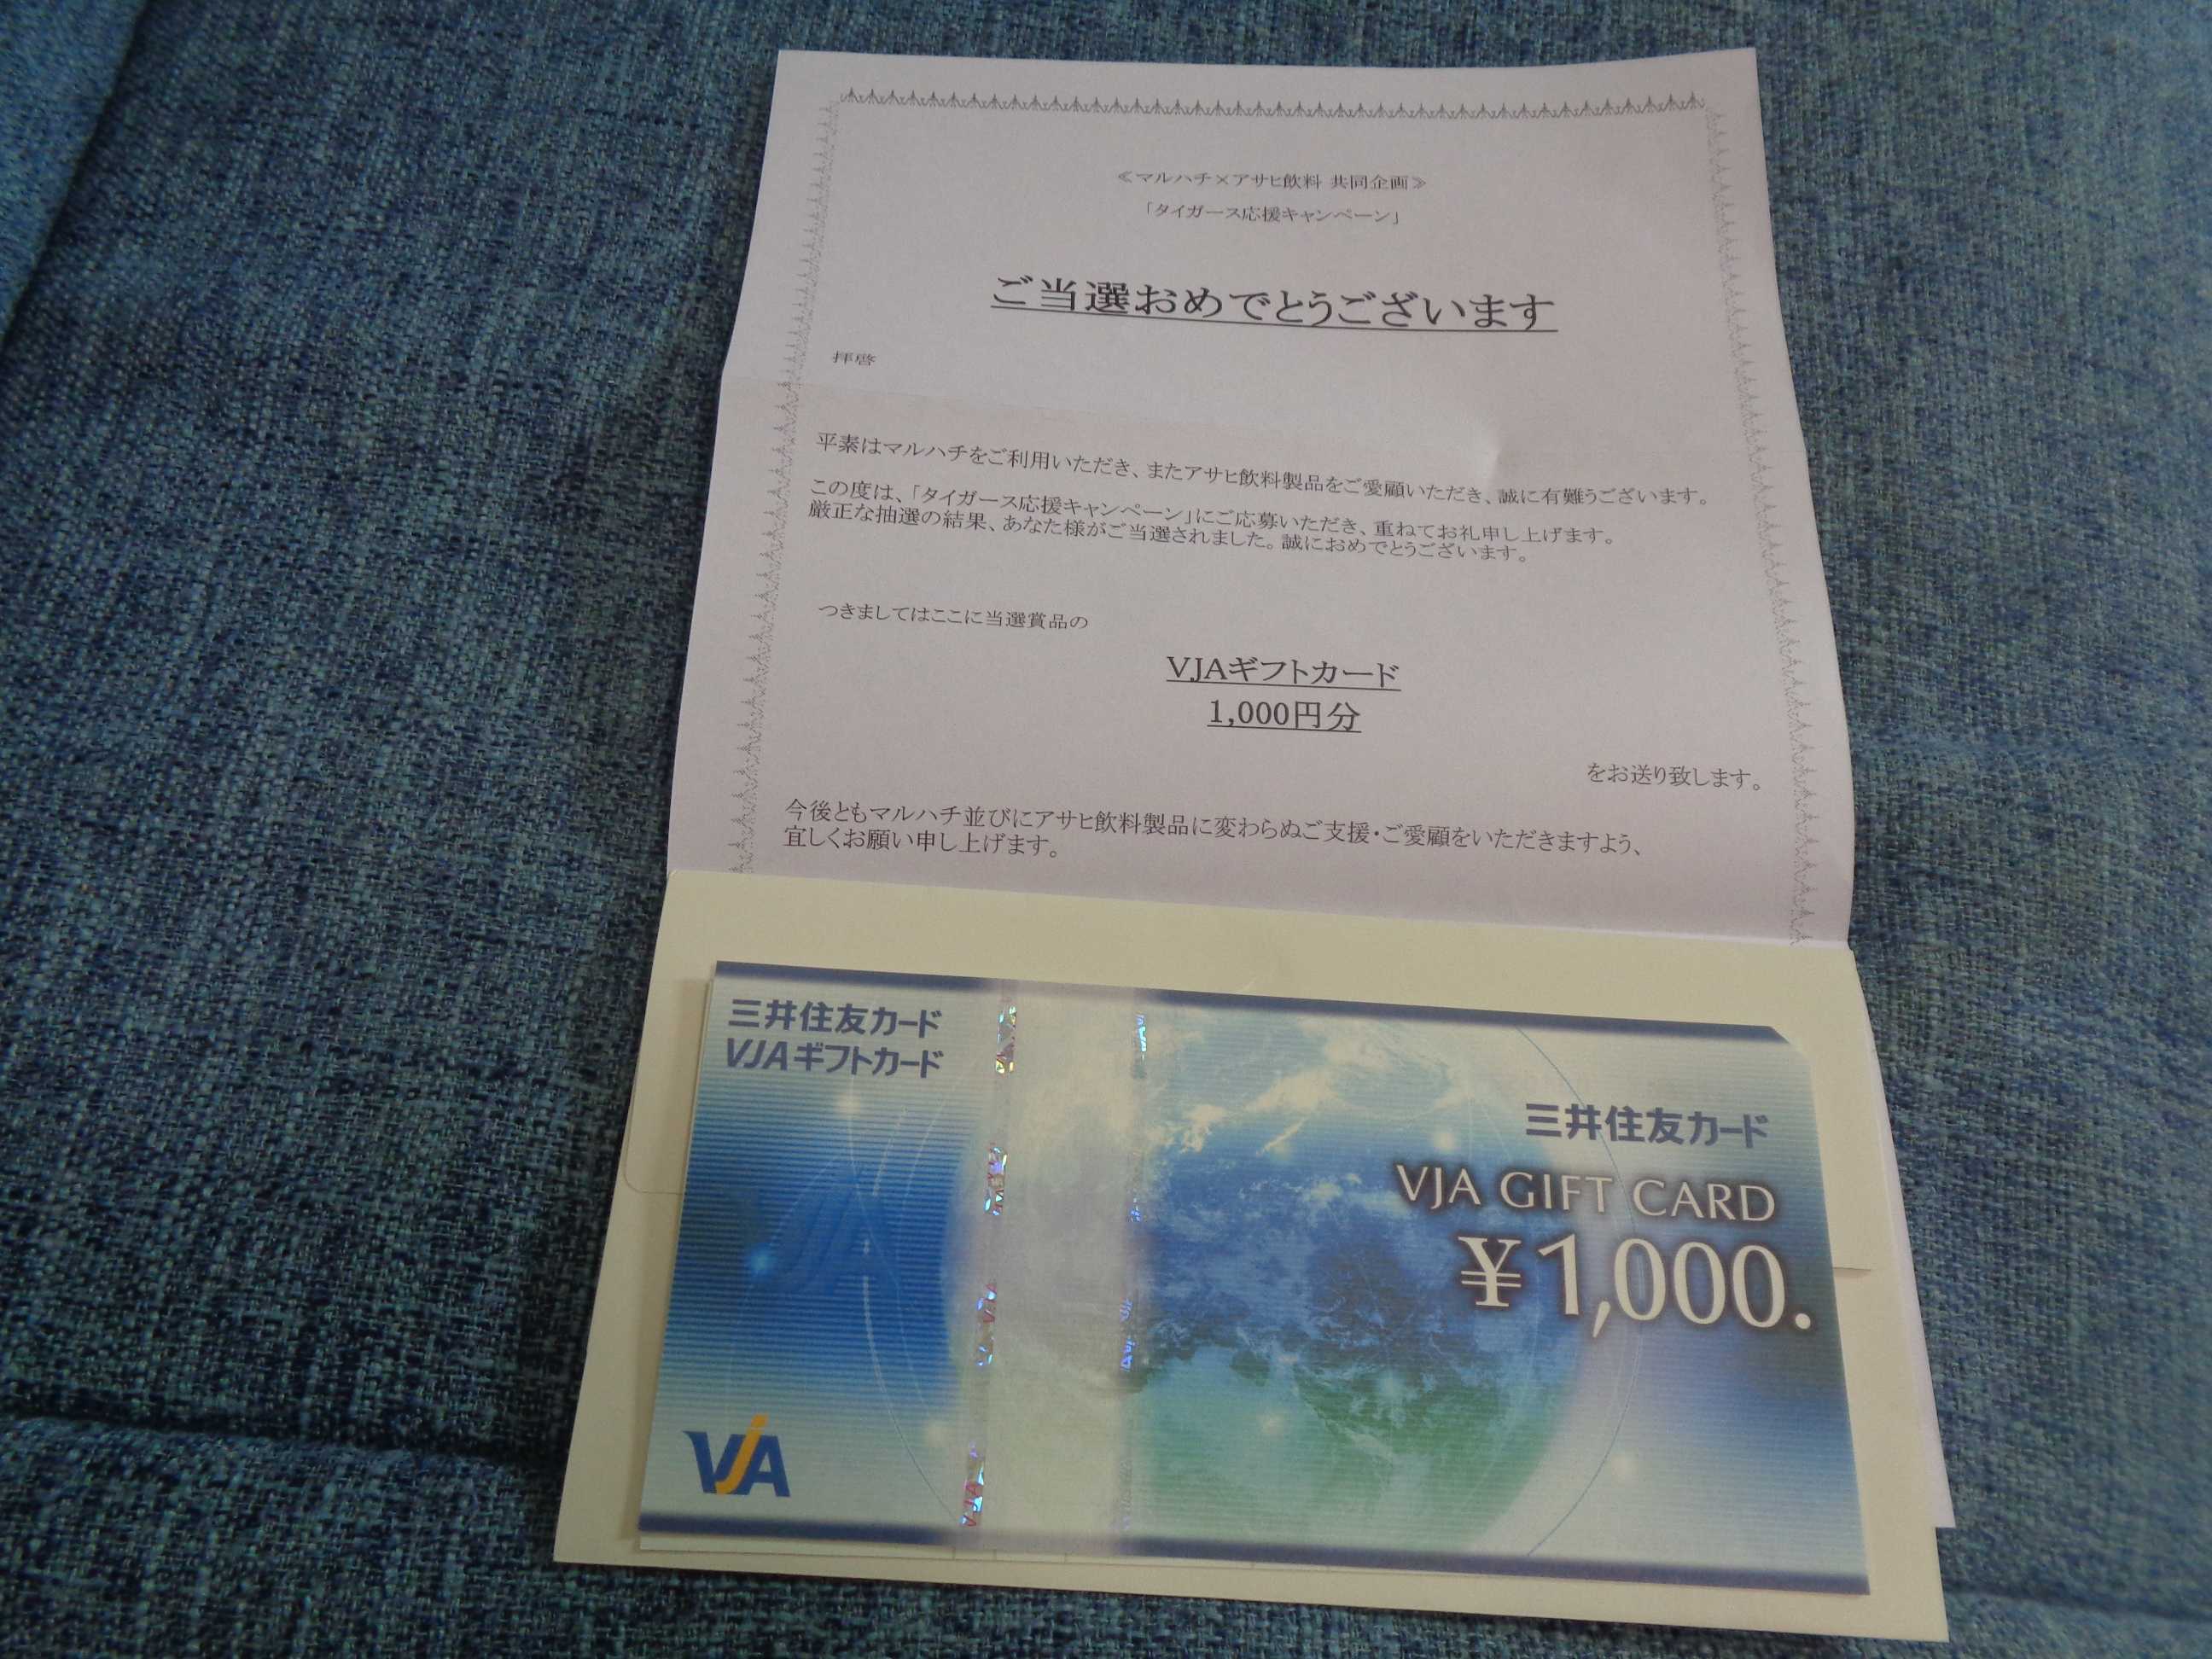 ≪マルハチ×アサヒ飲料 共同企画≫
「タイガース応援キャンペーン」
ご当選おめでとうございます
拝啓
平素はマルハチをご利用いただき、またアサヒ飲料製品をご愛顧いただき、誠に有難うございます。
この度は、「タイガース応援キャンペーン」にご応募いただき、重ねてお礼申し上げます。
厳正な抽選の結果、あなた様がご当選されました。誠におめでとうございます。
つきましてはここに当選賞品の
VJAギフトカード
1,000円分
をお送り致します。
今後ともマルハチ並びにアサヒ飲料製品に変わらぬご支援・ご愛顧をいただきますよう、
宜しくお願い申し上げます。
三井住友カード
VJAギフトカード
三井住友カード
VJA GIFT CARD
¥1,000.
VJA